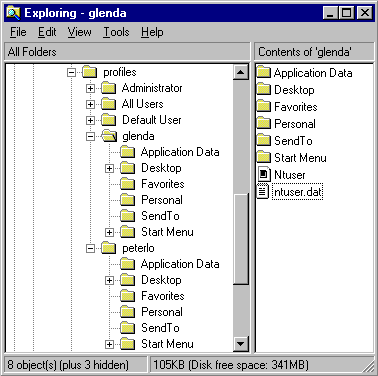 Exploring - glenda
File Edit View Tools Help
All Folders
profiles
Administrator
All Users
Default User
glenda
Application Data
Desktop
Favorites
Personal
SendTo
Start Menu
peterlo
Application Data
Desktop
Favorites
Personal
SendTo
Start Menu
Contents of 'glenda'
Application Data
Desktop
Favorites
Personal
SendTo
Start Menu
Ntuser
ntuser.dat
8 object(s) (plus 3 hidden)
105KB (Disk free space: 341MB)